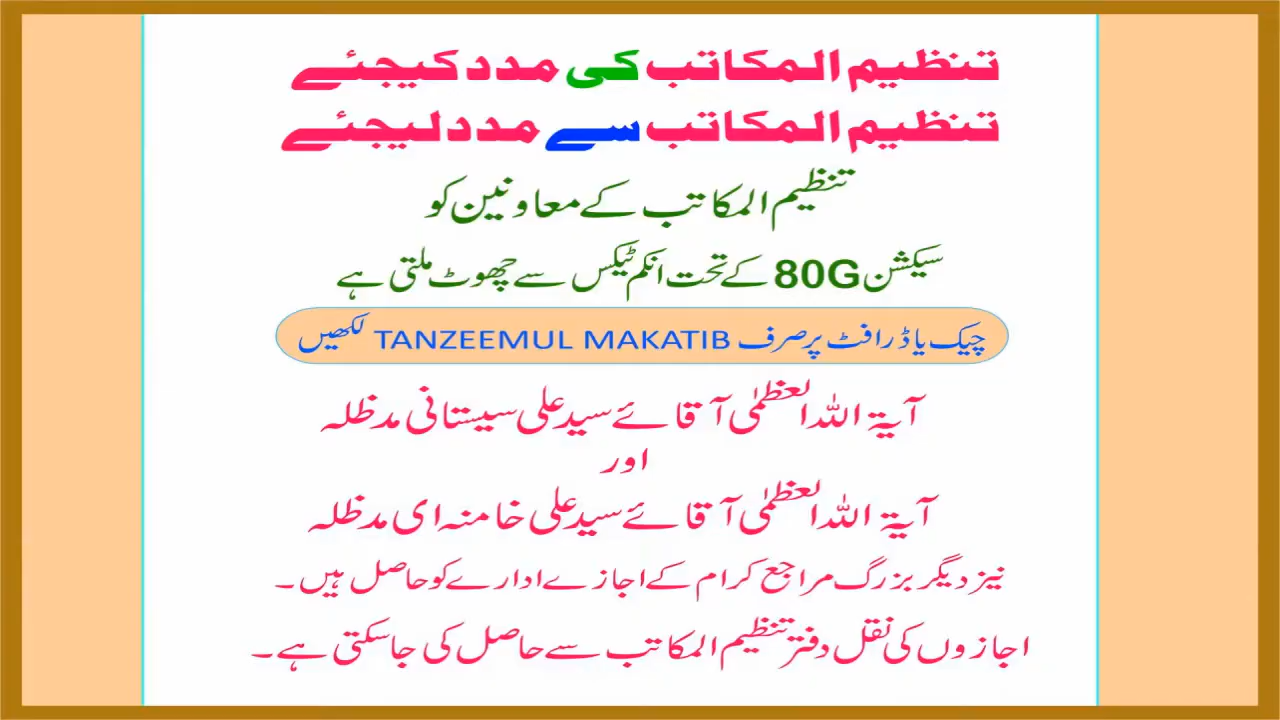 تنظیم المکاتب کی مدد کیجئے
تنظیم المکاتب سے مدد لیجئے
تنظیم المکاتب کے معاونین کو
سیکشن 80G کے تحت انکم ٹیکس سے چھوٹ ملتی ہے
چیک یا ڈرافٹ پر صرف TANZEEMUL MAKATIB لکھیں
آیۃ اللہ العظمٰی آقائے سید علی سیستانی مدظلہ
اور
آیۃ اللہ العظمٰی آقائے سید علی خامنہ ای مدظلہ
نیز دیگر بزرگ مراجع کرام کے اجازے ادارے کو حاصل ہیں۔
اجازوں کی نقل دفتر تنظیم المکاتب سے حاصل کی جاسکتی ہے۔